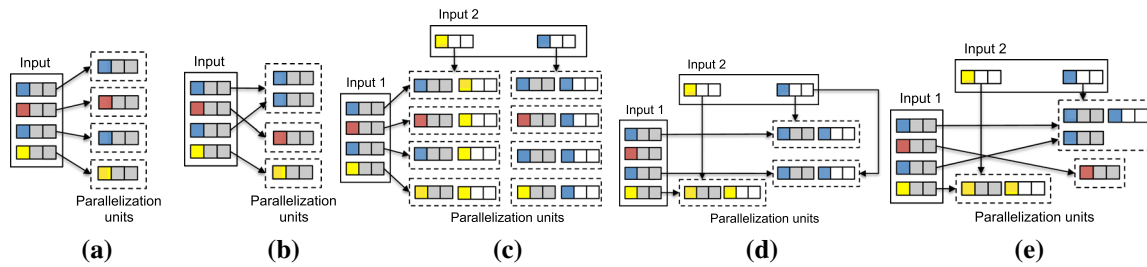 Input
Parallelization
units
(a)
Input
Parallelization
units
(b)
Input 2
Input 1
Parallelization units
(c)
Input 2
Input 1
Parallelization units
(d)
Input 2
Input 1
Parallelization units
(e)